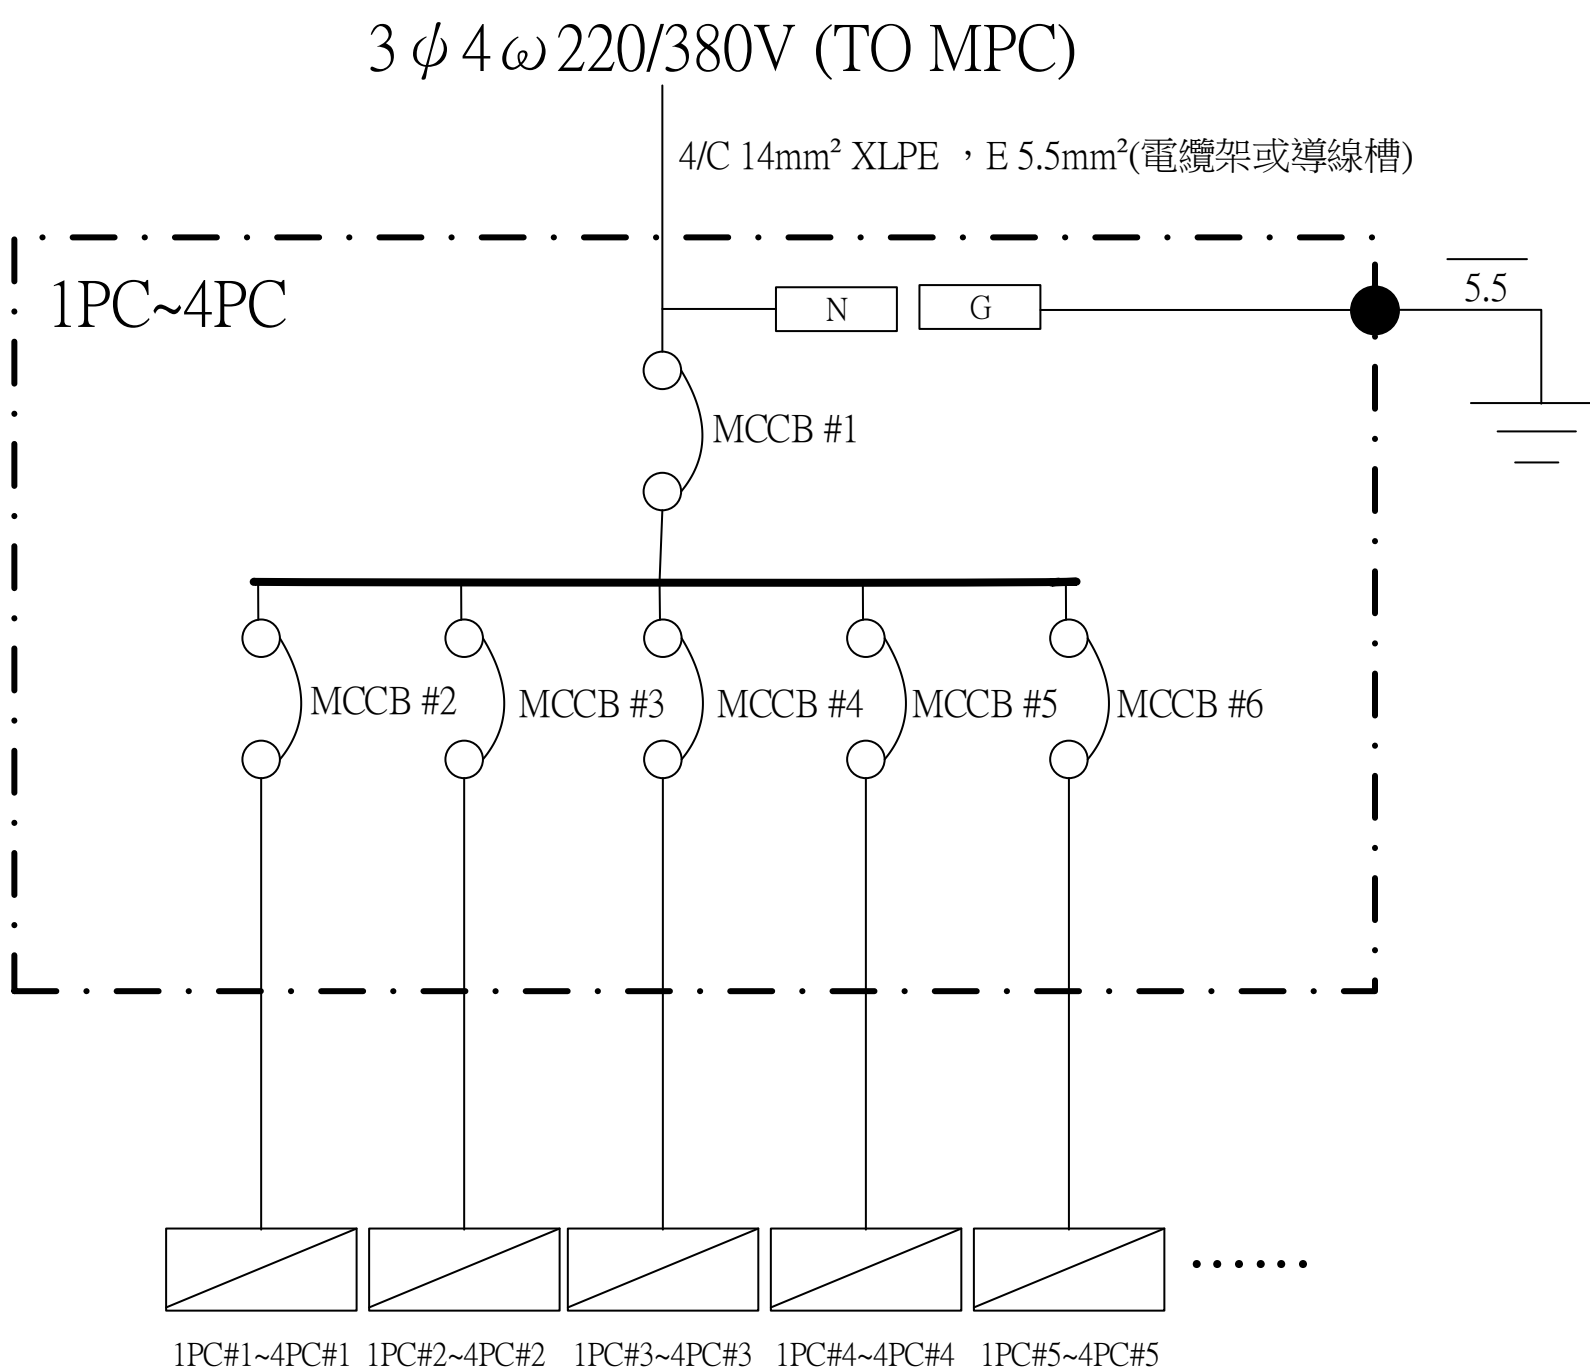 3ψ4ω220/380V (TO MPC)
4/C 14mm² XLPE ，E 5.5mm²(電纜架或導線槽)
1PC~4PC
N
G
5.5
MCCB #1
MCCB #2
MCCB #3
MCCB #4
MCCB #5
MCCB #6
1PC#1~4PC#1
1PC#2~4PC#2
1PC#3~4PC#3
1PC#4~4PC#4
1PC#5~4PC#5